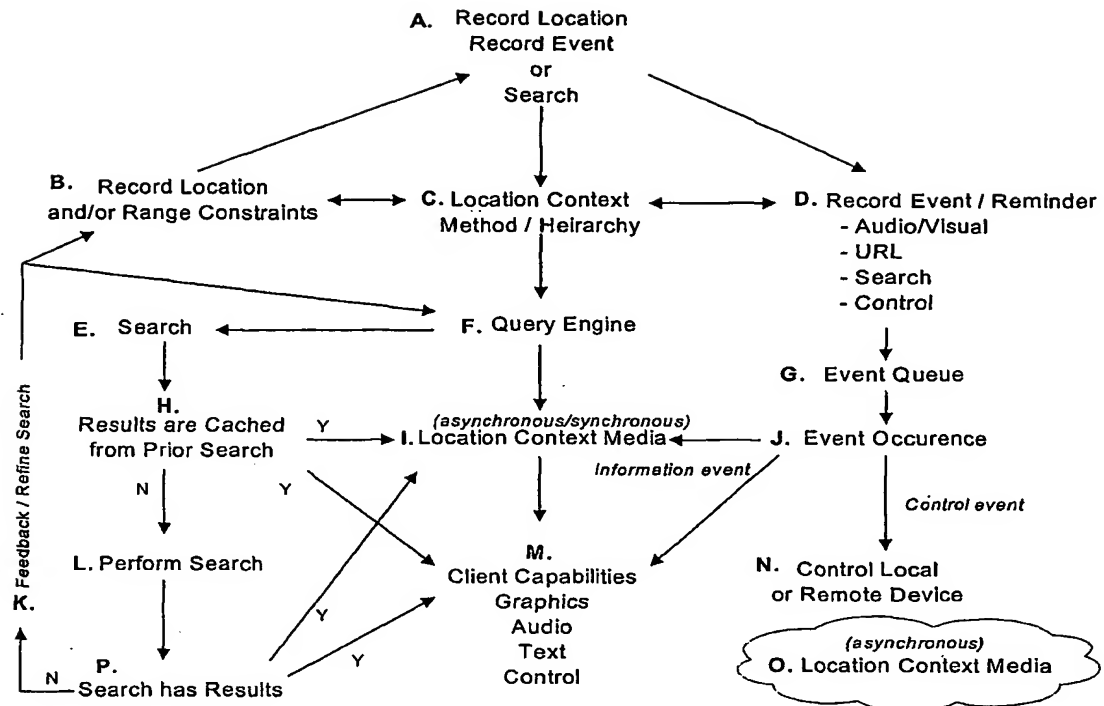 A. Record Location
Record Event
or
Search
B. Record Location
and/or Range Constraints
C. Location Context
Method / Heirarchy
D. Record Event / Reminder
- Audio/Visual
- URL
- Search
- Control
E. Search
F. Query Engine
G. Event Queue
H.
Results are Cached
from Prior Search
Y
(asynchronous/synchronous)
I. Location Context Media
J. Event Occurence
Information event
N
Y
Control event
K. Feedback / Refine Search
L. Perform Search
M.
Client Capabilities
Graphics
Audio
Text
Control
N. Control Local
or Remote Device
Y
(asynchronous)
O. Location Context Media
P.
Search has Results
N
Y